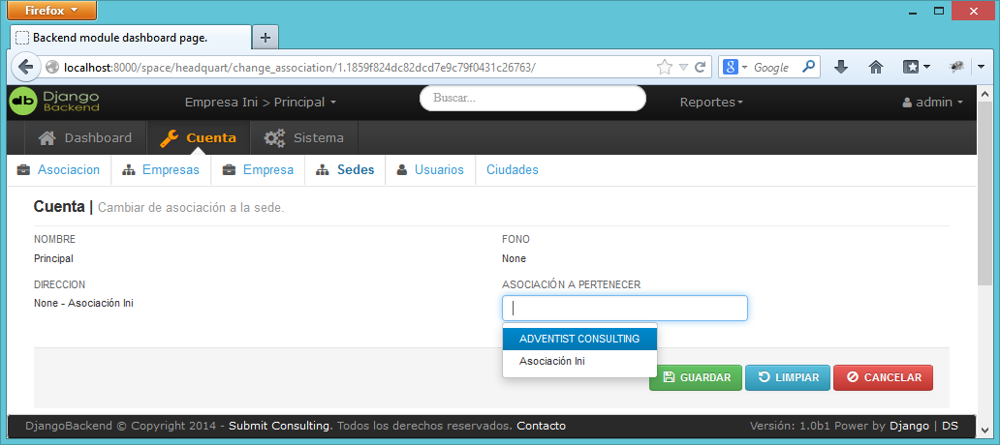 Firefox
Backend module dashboard page.
localhost:8000/space/headquart/change_association/1.1859f824dc82dcd7e9c79f0431c26763/
Google
db Django Backend
Empresa Ini > Principal
Buscar...
Reportes
admin
Dashboard
Cuenta
Sistema
Asociacion
Empresas
Empresa
Sedes
Usuarios
Ciudades
Cuenta | Cambiar de asociación a la sede.
NOMBRE
FONO
Principal
None
DIRECCION
ASOCIACIÓN A PERTENECER
None - Asociación Ini
ADVENTIST CONSULTING
Asociación Ini
GUARDAR
LIMPIAR
CANCELAR
DjangoBackend © Copyright 2014 - Submit Consulting. Todos los derechos reservados. Contacto
Versión: 1.0b1 Power by Django | DS